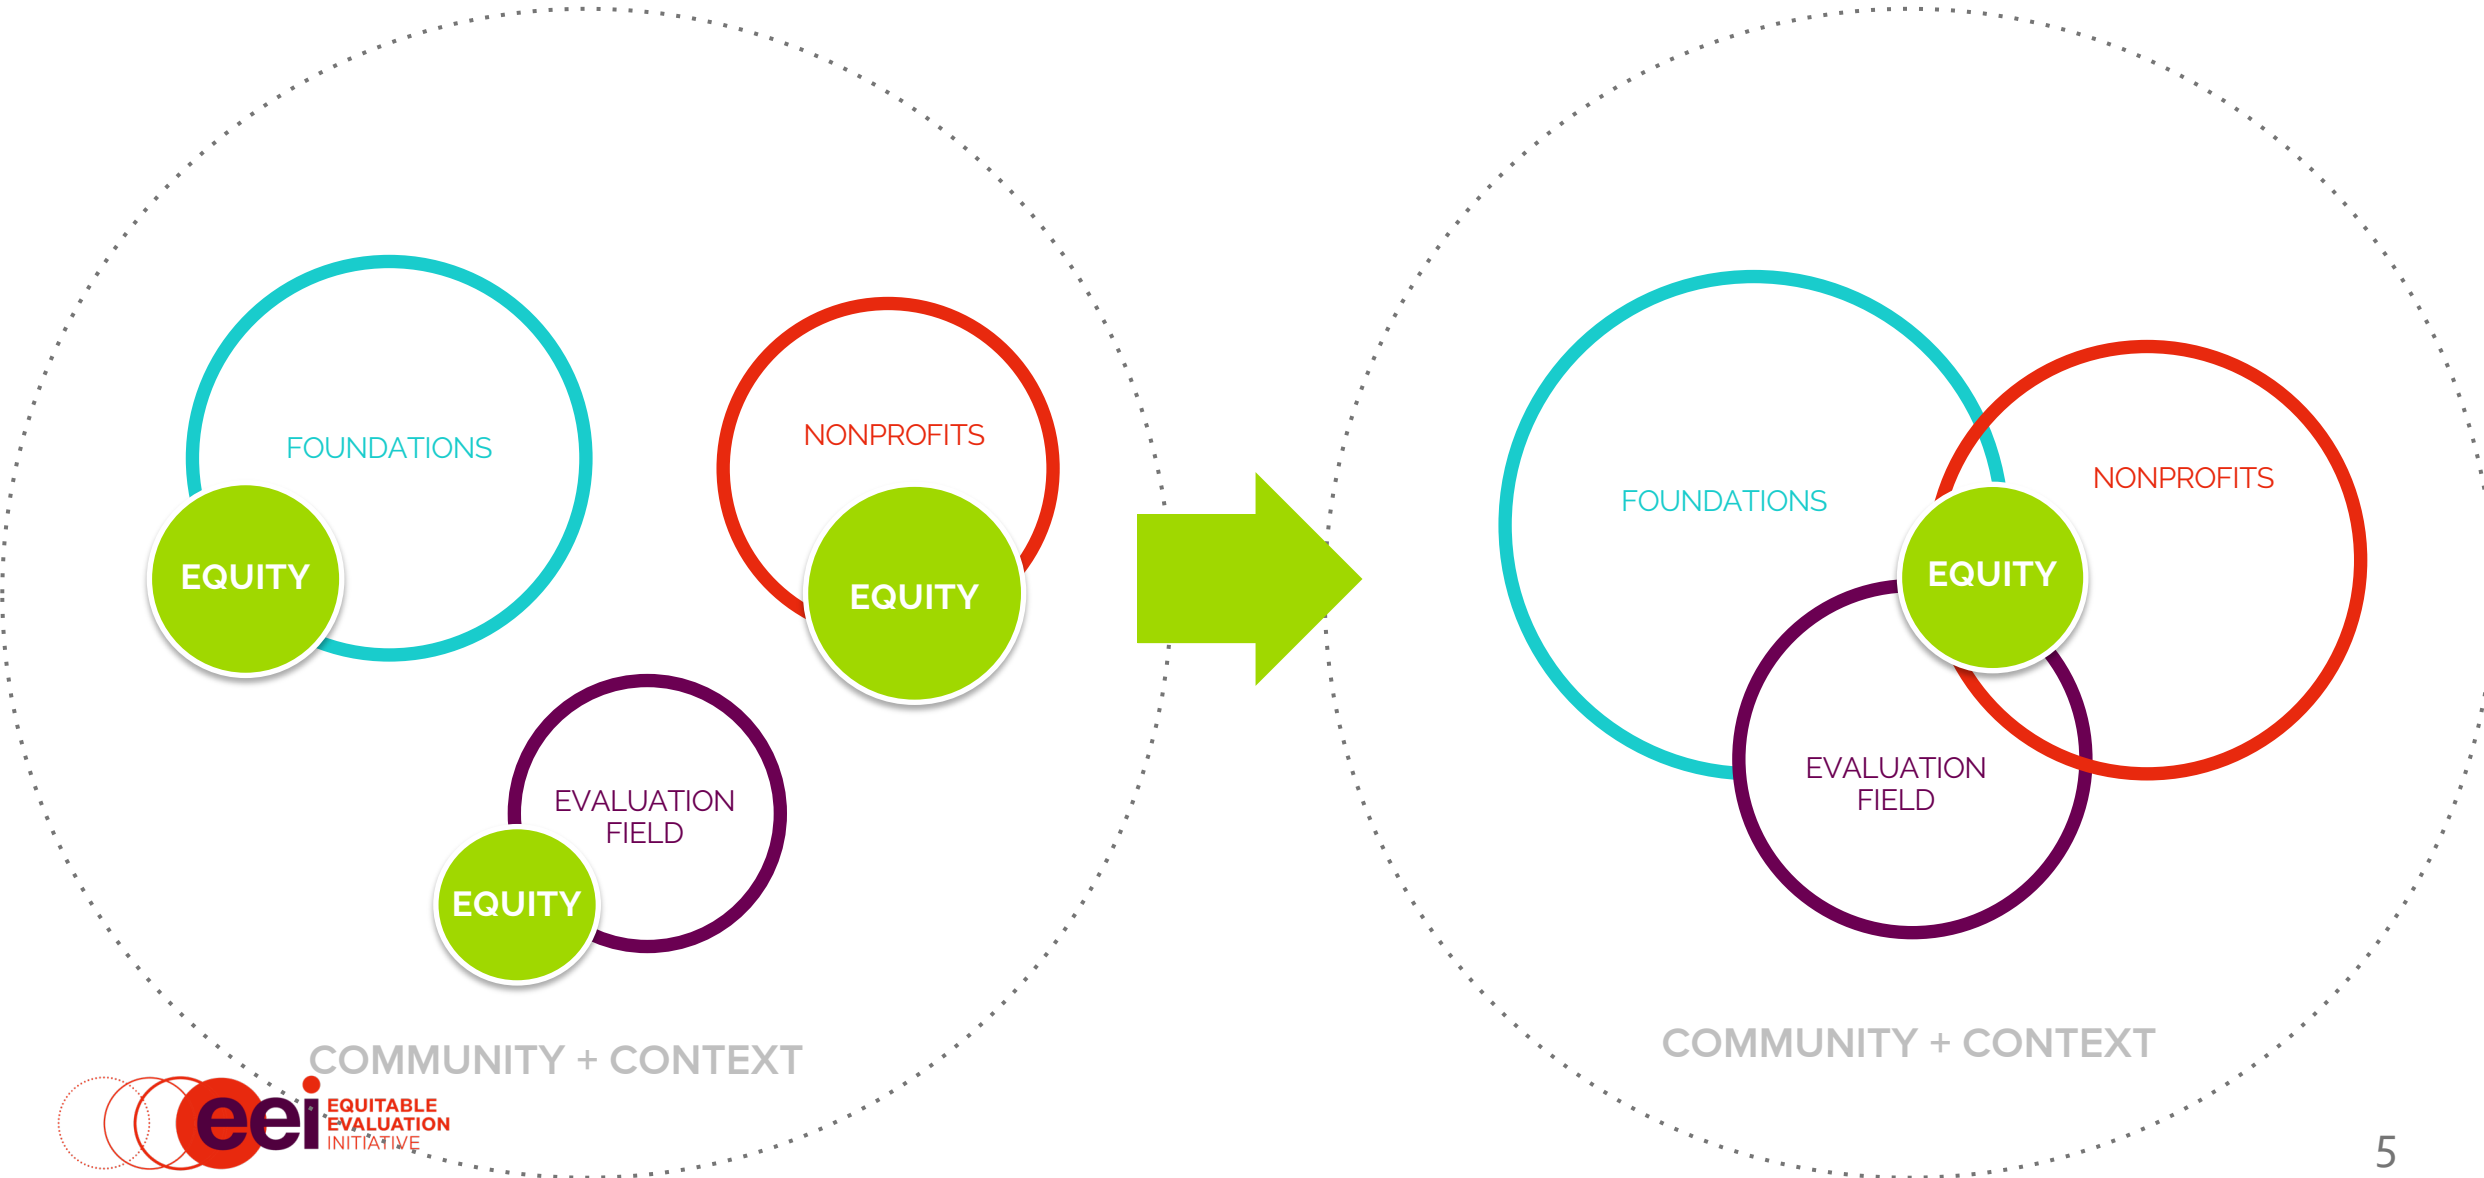 FOUNDATIONS
EQUITY
NONPROFITS
EQUITY
EVALUATION
FIELD
EQUITY
COMMUNITY + CONTEXT
FOUNDATIONS
NONPROFITS
EQUITY
EVALUATION
FIELD
COMMUNITY + CONTEXT
eei
EQUITABLE
EVALUATION
INITIATIVE
5